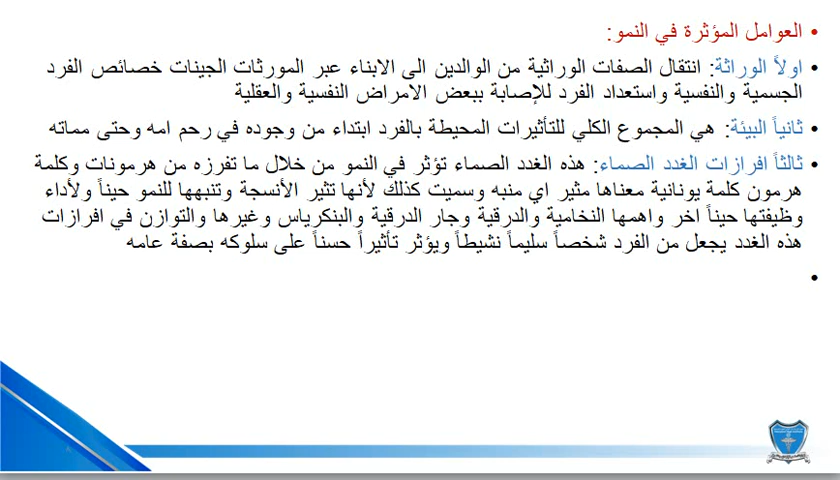 العوامل المؤثرة في النمو:
اولاً الوراثة: انتقال الصفات الوراثية من الوالدين الى الابناء عبر المورثات الجينات خصائص الفرد
الجسمية والنفسية واستعداد الفرد للإصابة ببعض الامراض النفسية والعقلية
ثانياً البيئة: هي المجموع الكلي للتأثيرات المحيطة بالفرد ابتداء من وجوده في رحم امه وحتى مماته
ثالثاً افرازات الغدد الصماء: هذه الغدد الصماء تؤثر في النمو من خلال ما تفرزه من هرمونات وكلمة
هرمون كلمة يونانية معناها مثير اي منبه وسميت كذلك لأنها تثير الأنسجة وتنبهها للنمو حيناً ولأداء
وظيفتها حيناً اخر واهمها النخامية والدرقية وجار الدرقية والبنكرياس وغيرها والتوازن في افرازات
هذه الغدد يجعل من الفرد شخصاً سليماً نشيطاً ويؤثر تأثيراً حسناً على سلوكه بصفة عامه